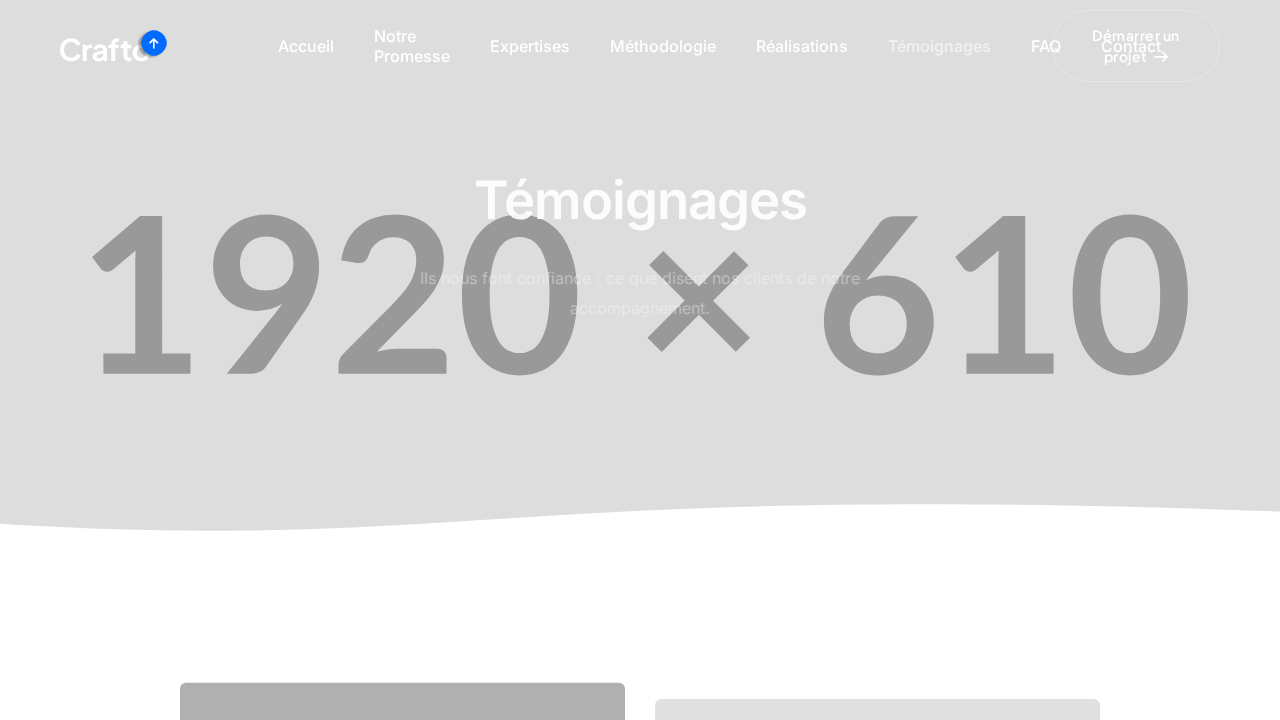 Crafto
Accueil
Notre
Promesse
Expertises
Méthodologie
Réalisations
Témoignages
FAQ
Contact
Démarrer un
projet
Témoignages
1920 × 610
Ils nous font confiance : ce que disent nos clients de notre
accompagnement.